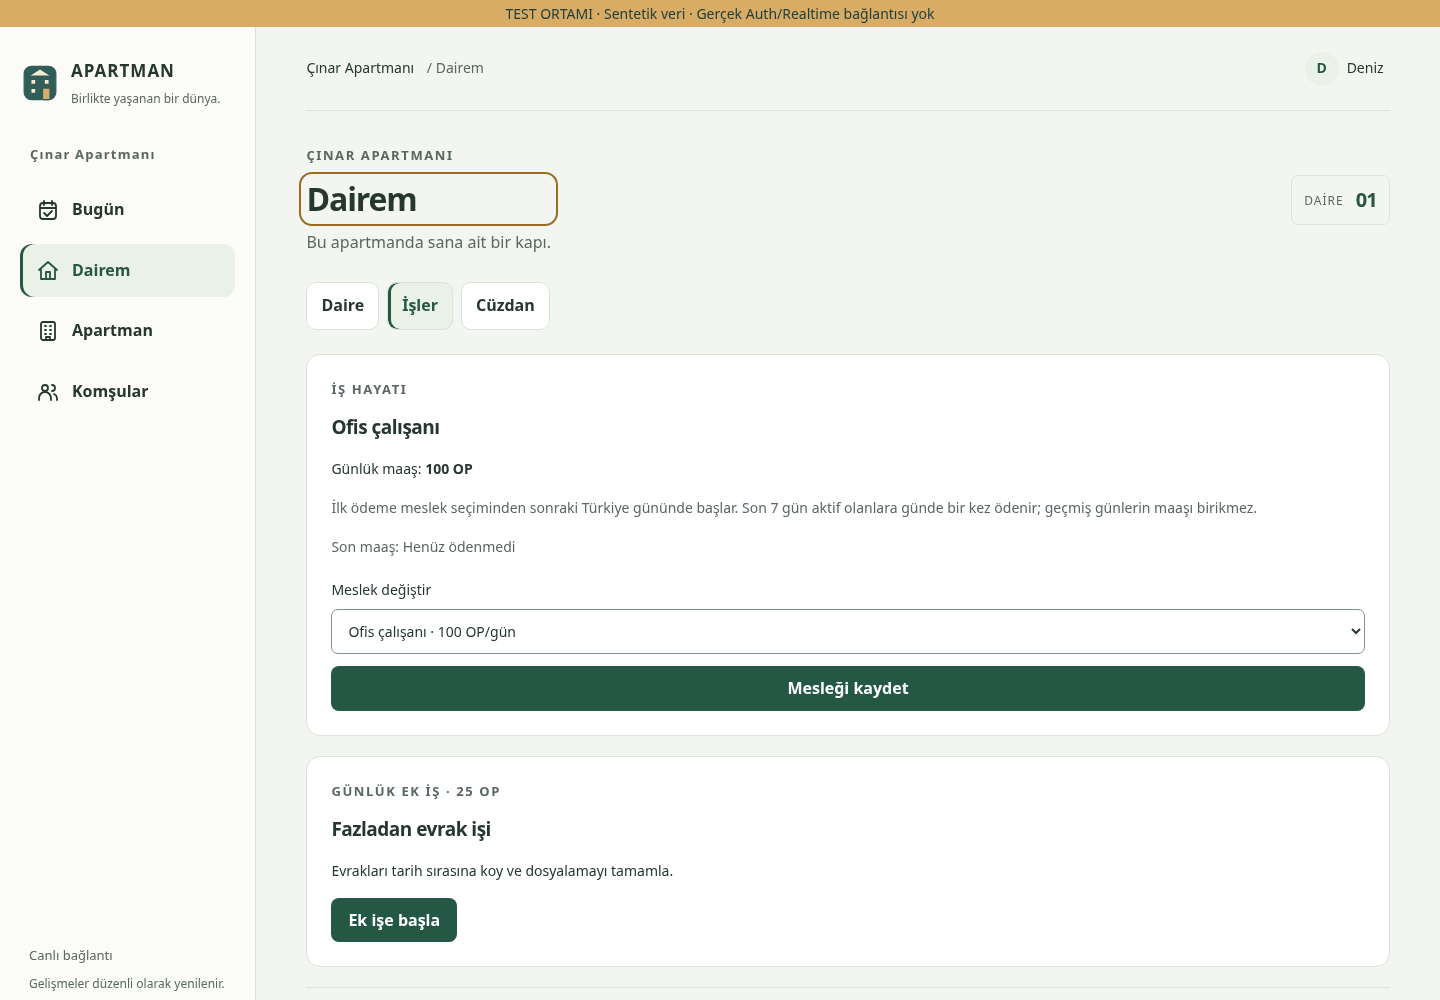 TEST ORTAMI · Sentetik veri · Gerçek Auth/Realtime bağlantısı yok
APARTMAN
Birlikte yaşanan bir dünya.
Çınar Apartmanı
Bugün
Dairem
Apartman
Komşular
Canlı bağlantı
Gelişmeler düzenli olarak yenilenir.
Çınar Apartmanı / Dairem
D Deniz
ÇINAR APARTMANI
Dairem
Bu apartmanda sana ait bir kapı.
DAİRE 01
Daire İşler Cüzdan
İŞ HAYATI
Ofis çalışanı
Günlük maaş: 100 OP
İlk ödeme meslek seçiminden sonraki Türkiye gününde başlar. Son 7 gün aktif olanlara günde bir kez ödenir; geçmiş günlerin maaşı birikmez.
Son maaş: Henüz ödenmedi
Meslek değiştir
Ofis çalışanı · 100 OP/gün
Mesleği kaydet
GÜNLÜK EK İŞ · 25 OP
Fazladan evrak işi
Evrakları tarih sırasına koy ve dosyalamayı tamamla.
Ek işe başla